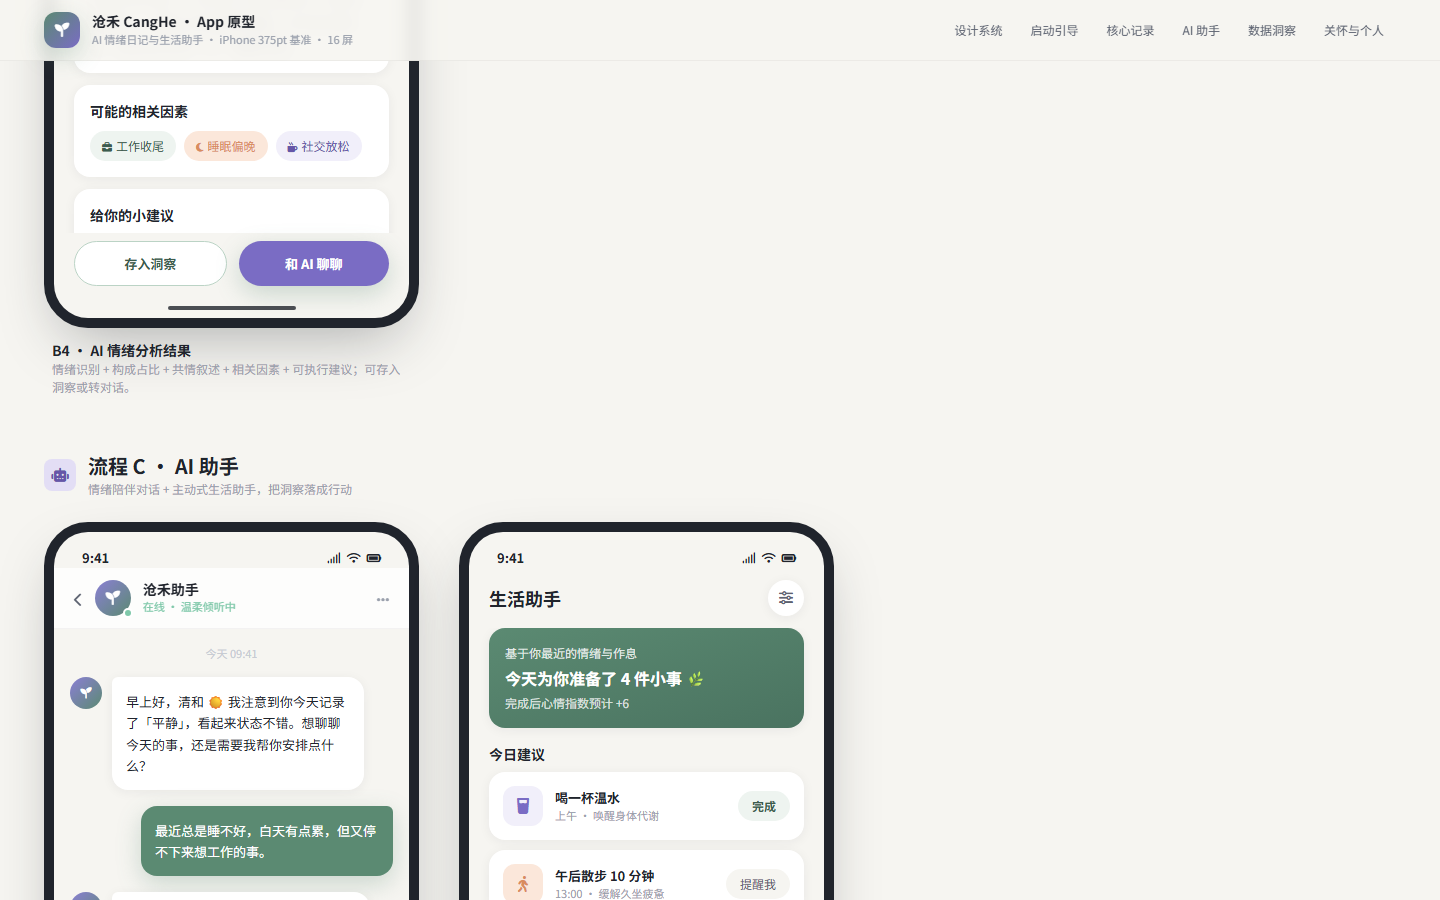 沧禾 CangHe · App 原型
AI 情绪日记与生活助手 · iPhone 375pt 基准 · 16 屏
设计系统
启动引导
核心记录
AI 助手
数据洞察
关怀与个人
可能的相关因素
工作收尾
睡眠偏晚
社交放松
给你的小建议
存入洞察
和 AI 聊聊
B4 · AI 情绪分析结果
情绪识别 + 构成占比 + 共情叙述 + 相关因素 + 可执行建议；可存入
洞察或转对话。
流程 C · AI 助手
情绪陪伴对话 + 主动式生活助手，把洞察落成行动
9:41
沧禾助手
在线 · 温柔倾听中
今天 09:41
早上好，清和 🌼 我注意到你今天记录
了「平静」，看起来状态不错。想聊聊
今天的事，还是需要我帮你安排点什
么？
最近总是睡不好，白天有点累，但又停
不下来想工作的事。
9:41
生活助手
基于你最近的情绪与作息
今天为你准备了 4 件小事 🌿
完成后心情指数预计 +6
今日建议
喝一杯温水
上午 · 唤醒身体代谢
完成
午后散步 10 分钟
13:00 · 缓解久坐疲惫
提醒我